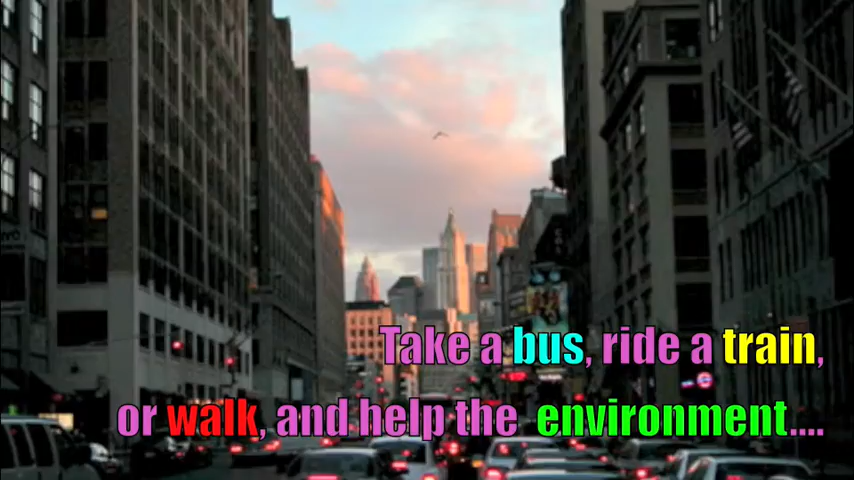 Take a bus, ride a train,
or walk, and help the  environment....